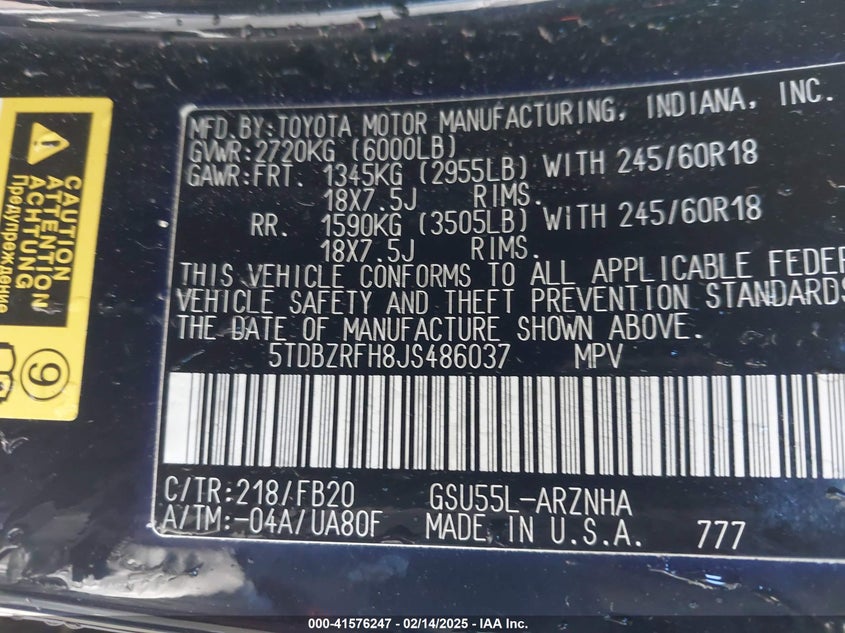 MFD.BY:TOYOTA MOTOR MANUFACTURING, INDIANA, INC.
GVWR:2720KG (6000LB)
GAWR:FRT. 1345KG (2955LB) WITH 245/60R18
18X7.5J RIMS.
RR. 1590KG (3505LB) WITH 245/60R18
18X7.5J RIMS.
THIS VEHICLE CONFORMS TO ALL APPLICABLE FEDER
VEHICLE SAFETY AND THEFT PREVENTION STANDARDS
THE DATE OF MANUFACTURE SHOWN ABOVE.
5TDBZRFH8JS486037 MPV
C/TR:218/FB20 GSU55L-ARZNHA
A/TM:-04A/UA80F MADE IN U.S.A. 777
CAUTION
ATTENTION
ACHTUNG
Предупреждение
9
000-41576247 - 02/14/2025 - IAA Inc.